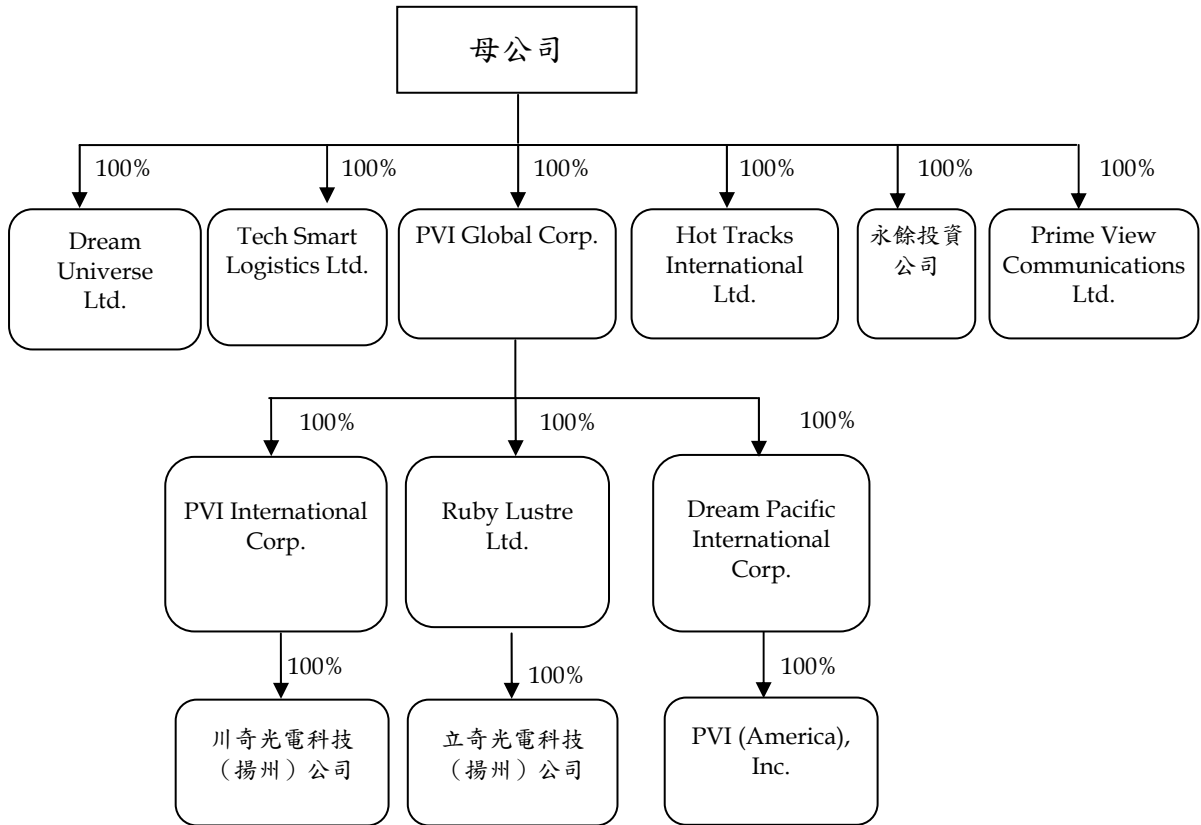 母公司
100%
100%
100%
100%
100%
100%
Dream
Universe
Ltd.
Tech Smart
Logistics Ltd.
PVI Global Corp.
Hot Tracks
International
Ltd.
永餘投資
公司
Prime View
Communications
Ltd.
100%
100%
100%
PVI International
Corp.
Ruby Lustre
Ltd.
Dream Pacific
International
Corp.
100%
100%
100%
川奇光電科技
（揚州）公司
立奇光電科技
（揚州）公司
PVI (America),
Inc.